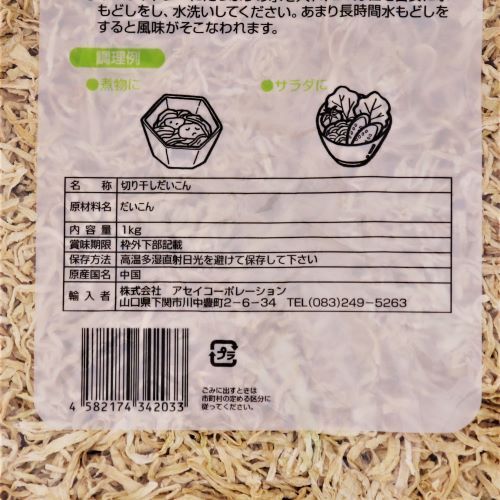 もどしをし、水洗いしてください。あまり長時間水もどしを
すると風味がそこなわれます。
調理例
●煮物に ●サラダに
名 称 切り干しだいこん
原材料名 だいこん
内 容 量 1kg
賞味期限 枠外下部記載
保存方法 高温多湿直射日光を避けて保存して下さい
原産国名 中国
輸 入 者 株式会社 アセイコーポレーション
山口県下関市川中豊町2-6-34 TEL(083)249-5263
プラ
ごみに出すときは
市町村の定める区分に
従ってください。
4 582174 342033